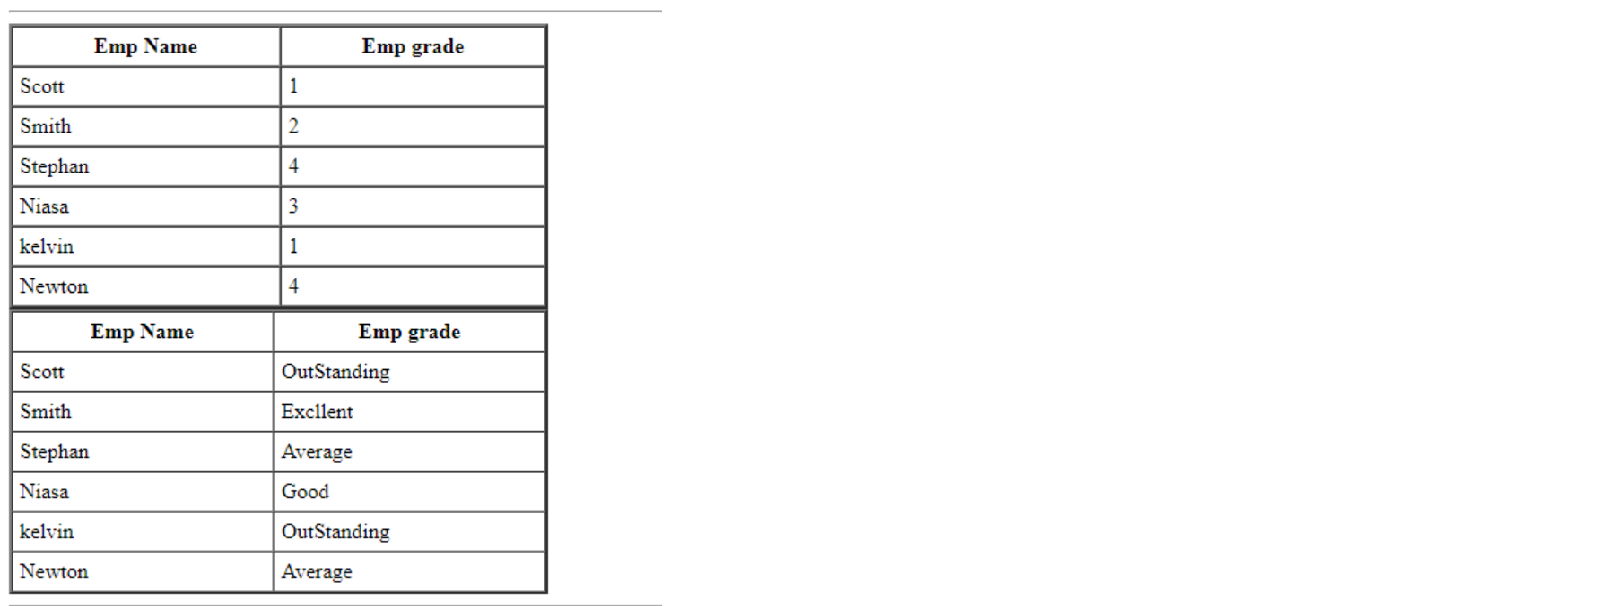 Emp Name Emp grade
Scott 1
Smith 2
Stephan 4
Niasa 3
kelvin 1
Newton 4
Emp Name Emp grade
Scott OutStanding
Smith Excllent
Stephan Average
Niasa Good
kelvin OutStanding
Newton Average